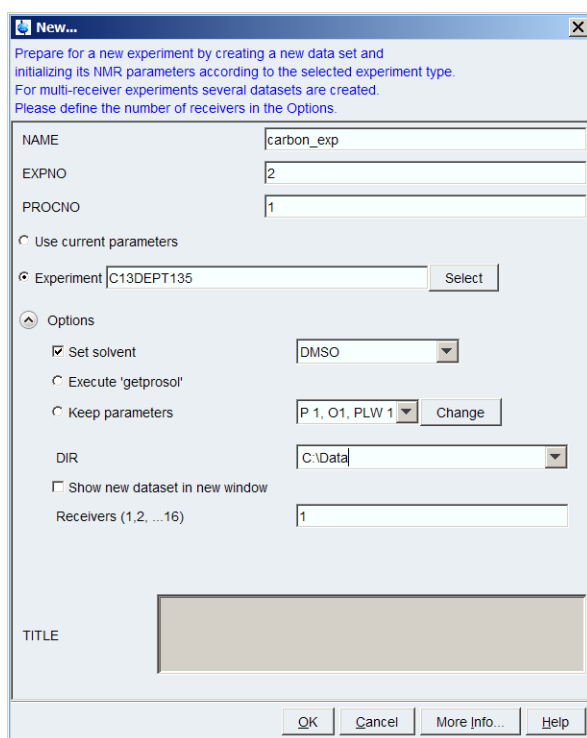 New...
Prepare for a new experiment by creating a new data set and
initializing its NMR parameters according to the selected experiment type.
For multi-receiver experiments several datasets are created.
Please define the number of receivers in the Options.
NAME carbon_exp
EXPNO 2
PROCNO 1
Use current parameters
Experiment C13DEPT135 Select
Options
Set solvent DMSO
Execute 'getprosol'
Keep parameters P 1, O1, PLW 1 Change
DIR C:\Data
Show new dataset in new window
Receivers (1,2, ...16) 1
TITLE
OK Cancel More Info... Help